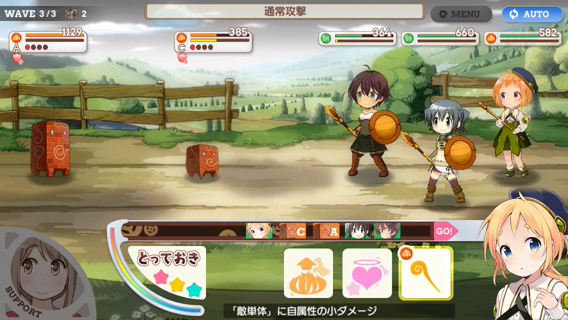 WAVE 3/3 2
通常攻撃
MENU
AUTO
1129
385
364
660
582
A
C
C
A
GO!
とっておき
SUPPORT
「敵単体」に自属性の小ダメージ